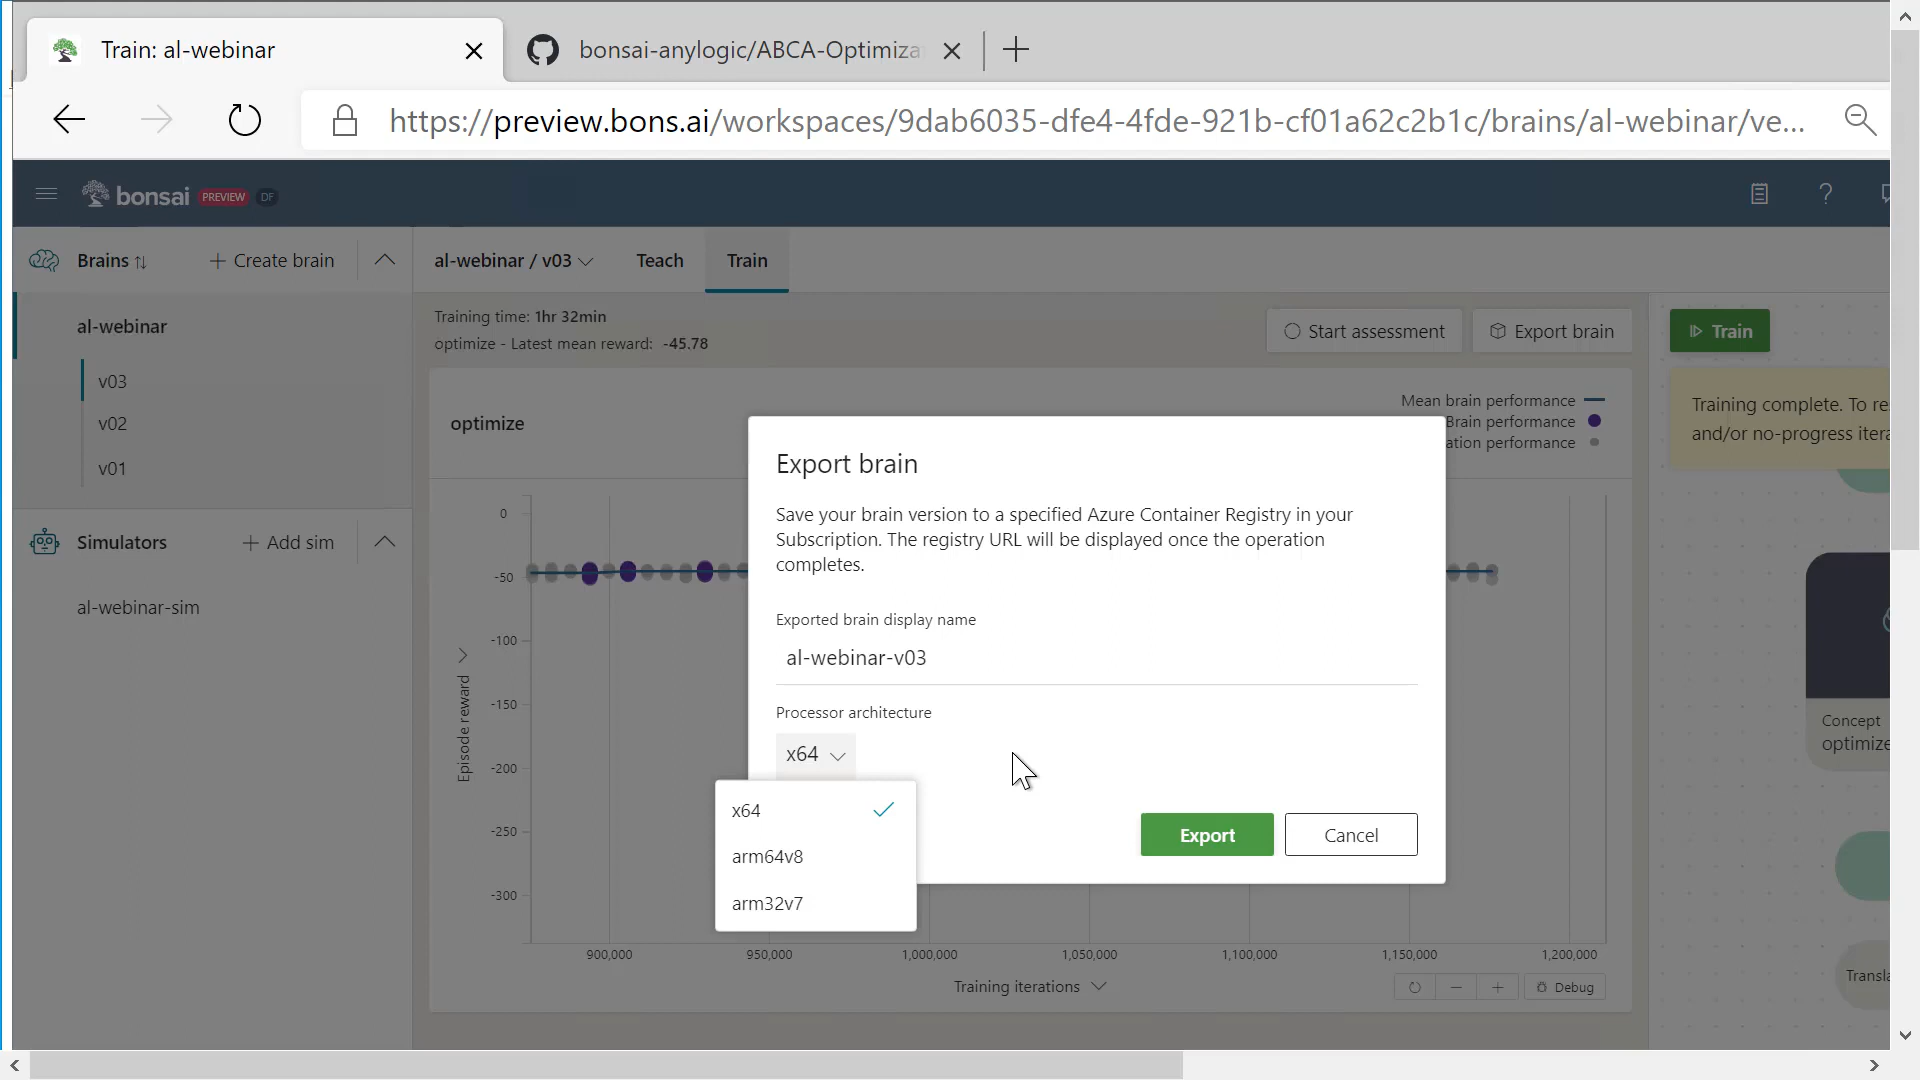 Train: al-webinar
bonsai-anylogic/ABCA-Optimiza
https://preview.bons.ai/workspaces/9dab6035-dfe4-4fde-921b-cf01a62c2b1c/brains/al-webinar/ve...
bonsai PREVIEW DF
Brains
Create brain
al-webinar / v03
Teach
Train
al-webinar
v03
v02
v01
Simulators
Add sim
al-webinar-sim
Training time: 1hr 32min
optimize - Latest mean reward: -45.78
Start assessment
Export brain
Train
Training complete. To re
and/or no-progress itera
optimize
Mean brain performance
Brain performance
ation performance
Export brain
Save your brain version to a specified Azure Container Registry in your
Subscription. The registry URL will be displayed once the operation
completes.
Exported brain display name
al-webinar-v03
Processor architecture
x64
x64
arm64v8
arm32v7
Export
Cancel
Episode reward
0
-50
-100
-150
-200
-250
-300
900,000
950,000
1,000,000
1,050,000
1,100,000
1,150,000
1,200,000
Training iterations
Debug
Concept
optimize
Transla